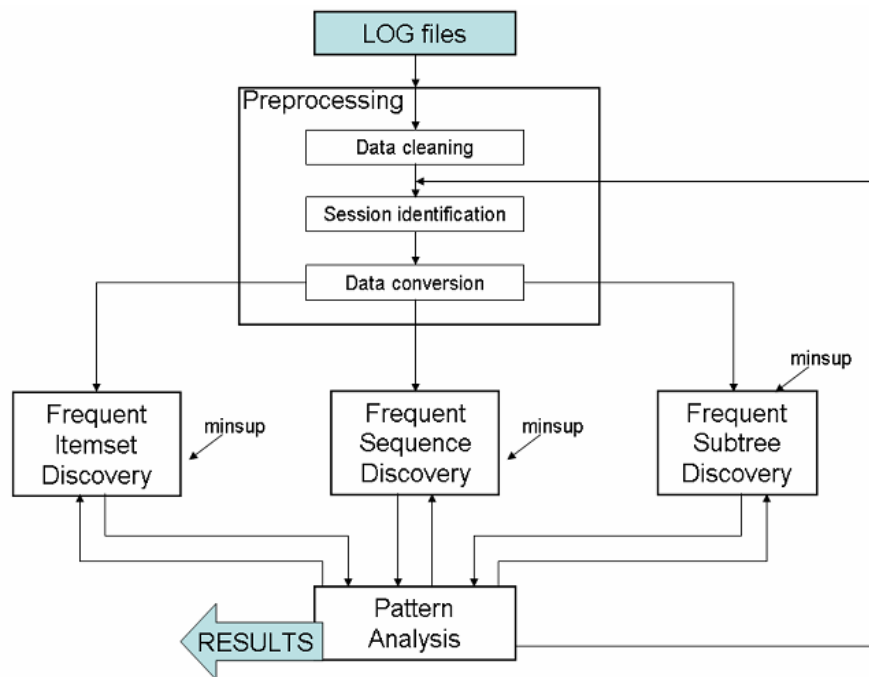 LOG files
Preprocessing
Data cleaning
Session identification
Data conversion
minsup
Frequent
Itemset
Discovery
minsup
Frequent
Sequence
Discovery
minsup
Frequent
Subtree
Discovery
Pattern
Analysis
RESULTS